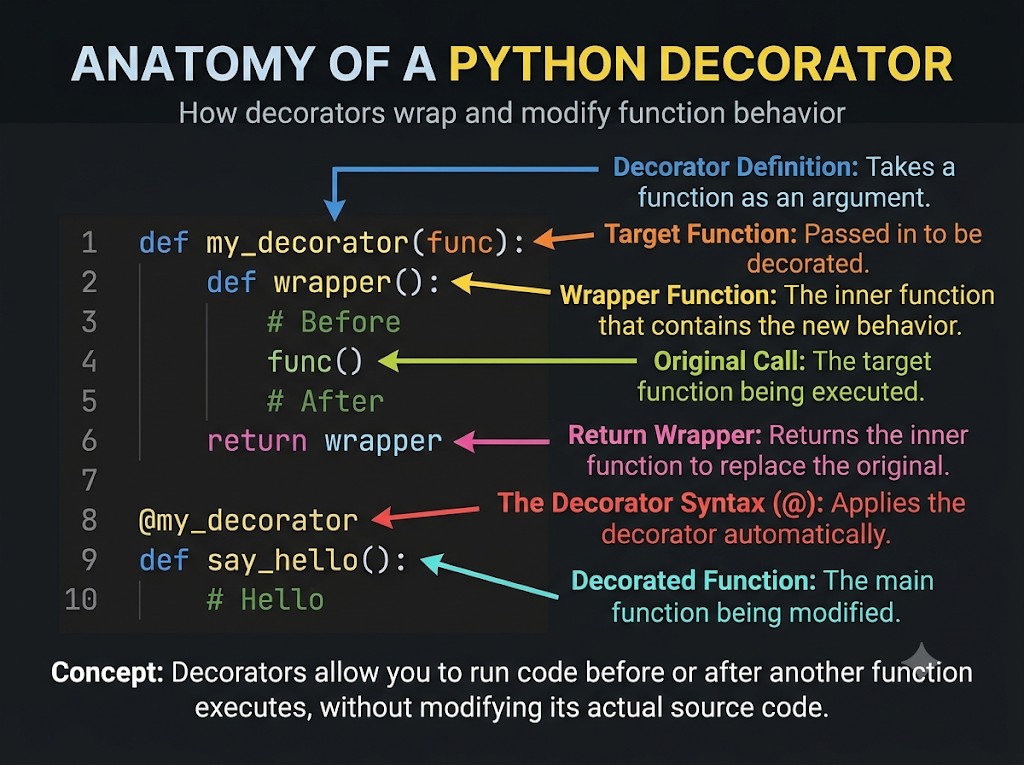 ANATOMY OF A PYTHON DECORATOR
How decorators wrap and modify function behavior
Decorator Definition: Takes a
function as an argument.
1 def my_decorator(func):
Target Function: Passed in to be
decorated.
2 def wrapper():
Wrapper Function: The inner function
that contains the new behavior.
3 # Before
4 func()
Original Call: The target
function being executed.
5 # After
6 return wrapper
Return Wrapper: Returns the inner
function to replace the original.
7
8 @my_decorator
The Decorator Syntax (@): Applies the
decorator automatically.
9 def say_hello():
Decorated Function: The main
function being modified.
10 # Hello
Concept: Decorators allow you to run code before or after another function
executes, without modifying its actual source code.